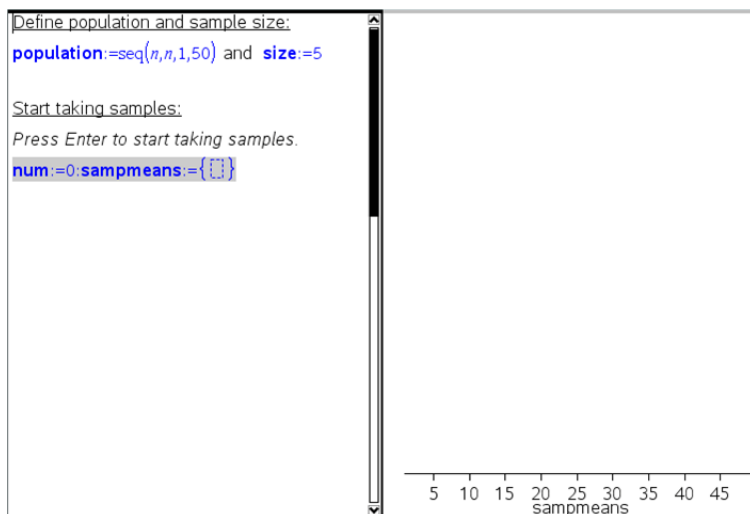 Define population and sample size:
population:=seq(n,n,1,50) and size:=5
Start taking samples:
Press Enter to start taking samples.
num:=0:sampmeans:={▯}
5 10 15 20 25 30 35 40 45
sampmeans